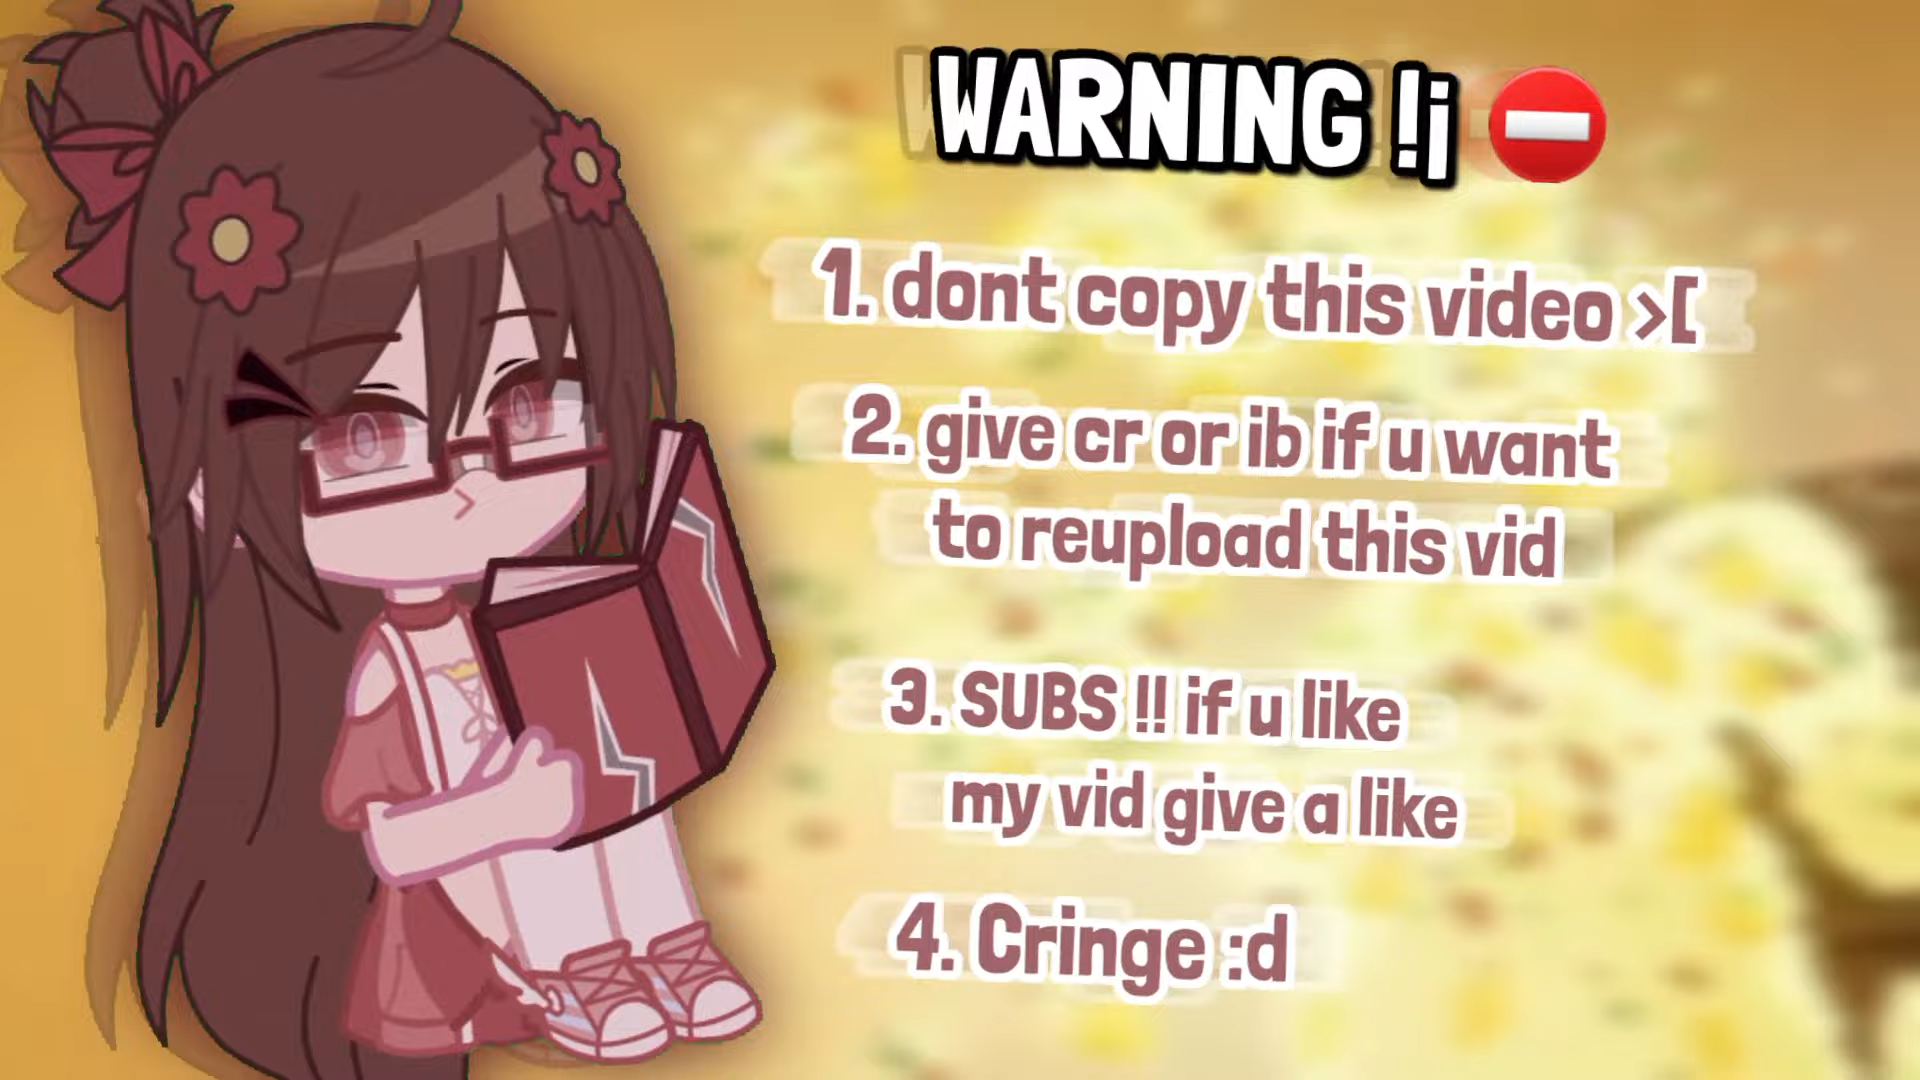 WARNING !¡ ⛔
1. dont copy this video >[
2. give cr or ib if u want
to reupload this vid
3. SUBS !! if u like
my vid give a like
4. Cringe :d